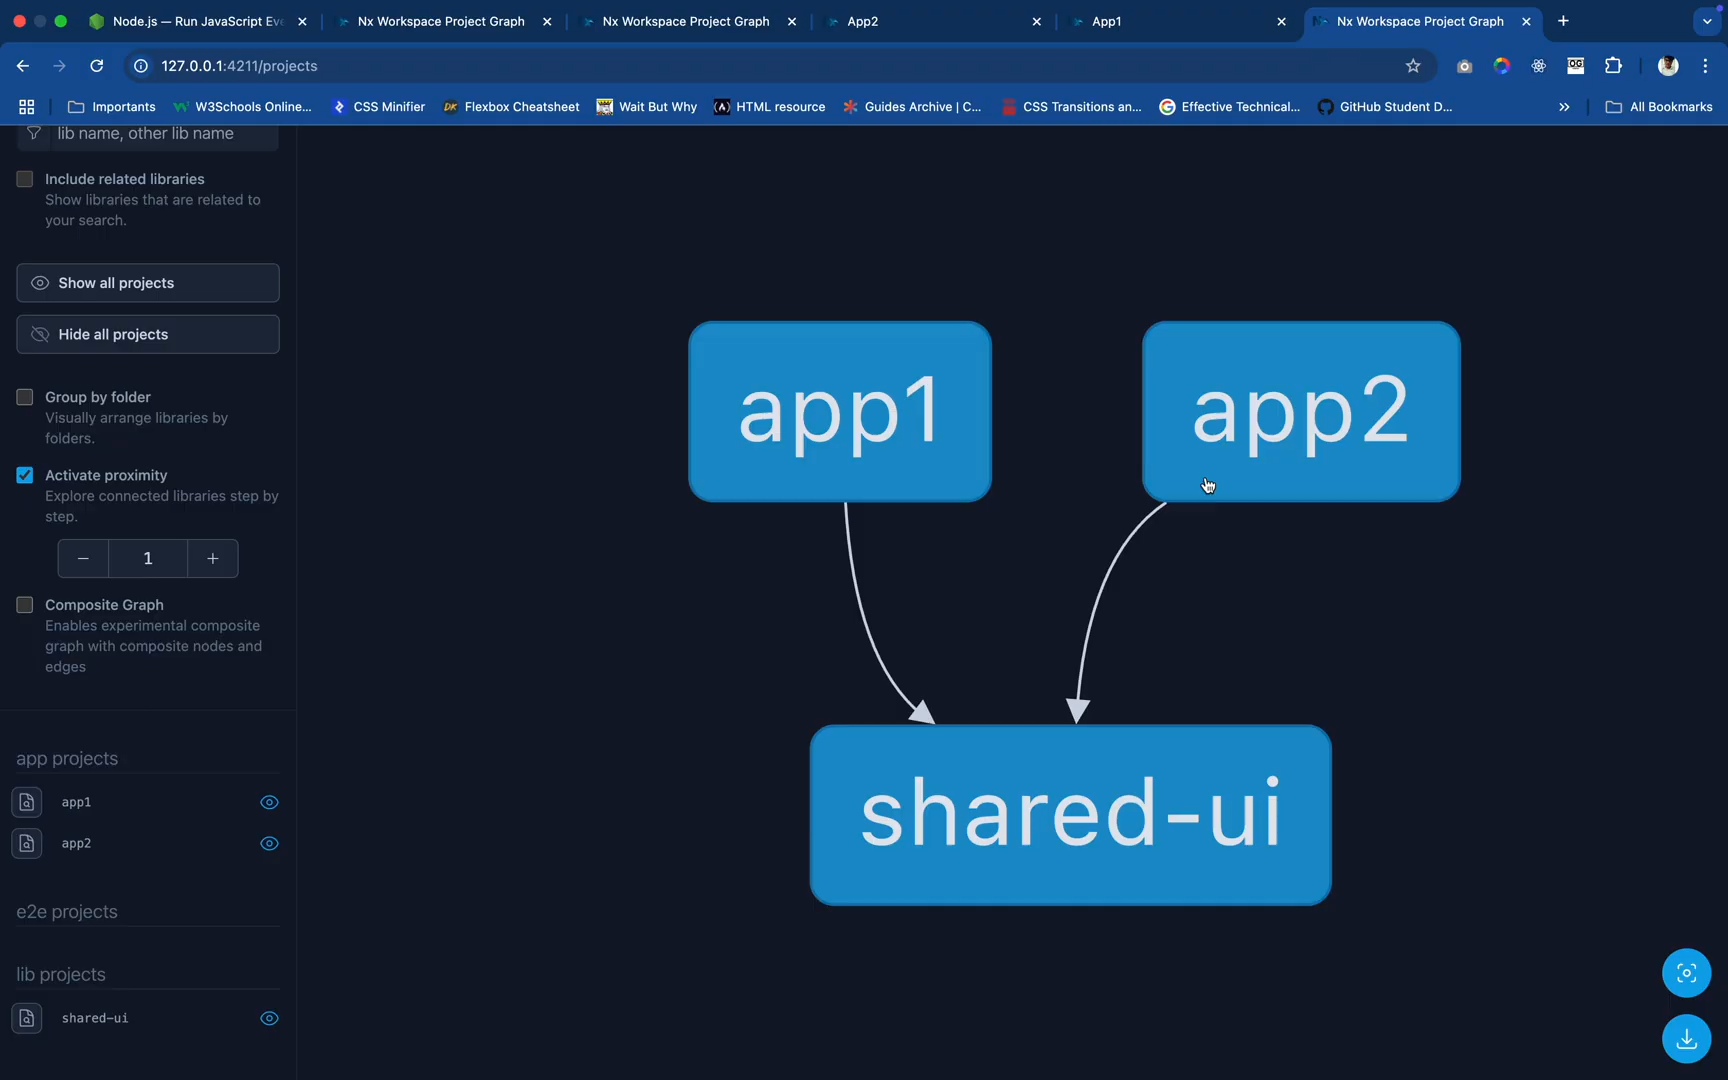 Node.js — Run JavaScript Eve
Nx Workspace Project Graph
Nx Workspace Project Graph
App2
App1
Nx Workspace Project Graph
127.0.0.1:4211/projects
Importants
W3Schools Online...
CSS Minifier
DK
Flexbox Cheatsheet
Wait But Why
HTML resource
Guides Archive | C...
CSS Transitions an...
Effective Technical...
GitHub Student D...
All Bookmarks
lib name, other lib name
Include related libraries
Show libraries that are related to
your search.
Show all projects
Hide all projects
Group by folder
Visually arrange libraries by
folders.
Activate proximity
Explore connected libraries step by
step.
1
Composite Graph
Enables experimental composite
graph with composite nodes and
edges
app projects
app1
app2
e2e projects
lib projects
shared-ui
app1
app2
shared-ui